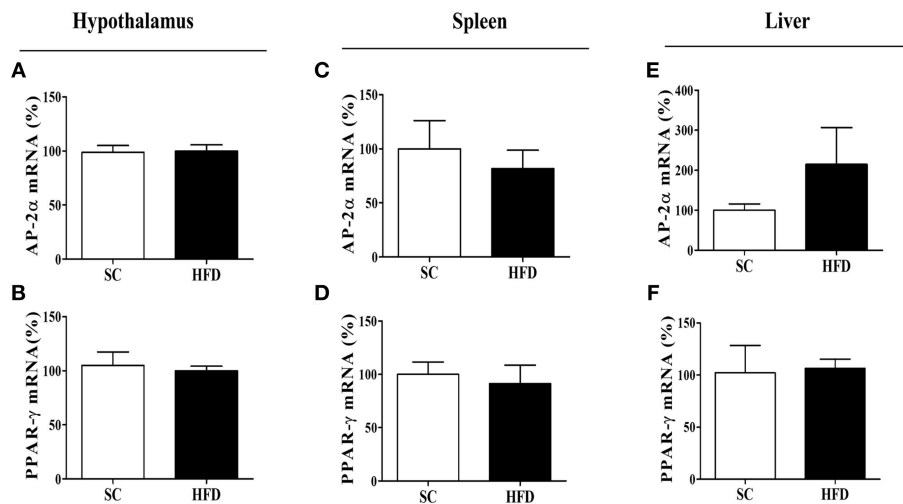 Hypothalamus
Spleen
Liver
A
AP-2α mRNA (%)
150
100
50
0
SC
HFD
C
AP-2α mRNA (%)
150
100
50
0
SC
HFD
E
AP-2α mRNA (%)
400
300
200
100
0
SC
HFD
B
PPAR-γ mRNA(%)
150
100
50
0
SC
HFD
D
PPAR-γ mRNA (%)
150
100
50
0
SC
HFD
F
PPAR-γ mRNA (%)
150
100
50
0
SC
HFD